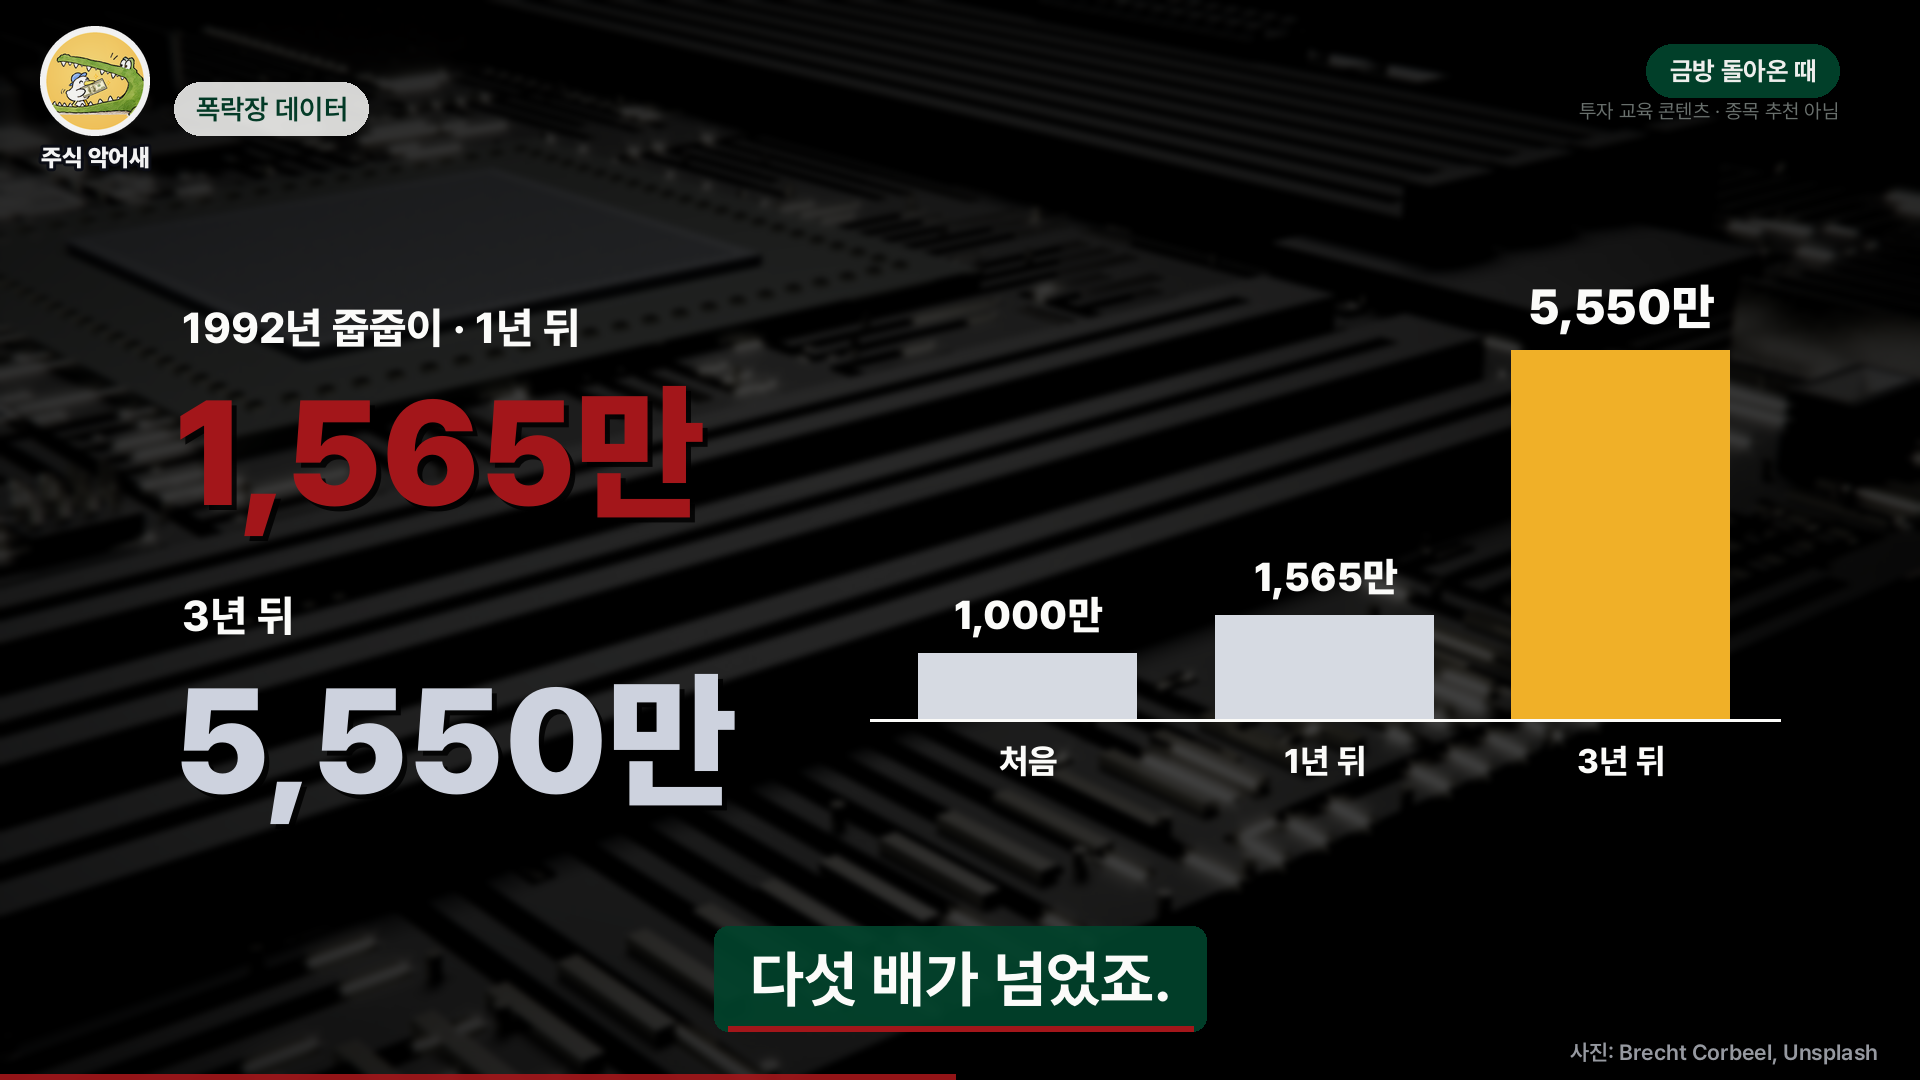 주식 악어새
폭락장 데이터
금방 돌아온 때
투자 교육 콘텐츠 · 종목 추천 아님
1992년 줍줍이 · 1년 뒤
1,565만
3년 뒤
5,550만
1,000만
1,565만
5,550만
처음
1년 뒤
3년 뒤
다섯 배가 넘었죠.
사진: Brecht Corbeel, Unsplash